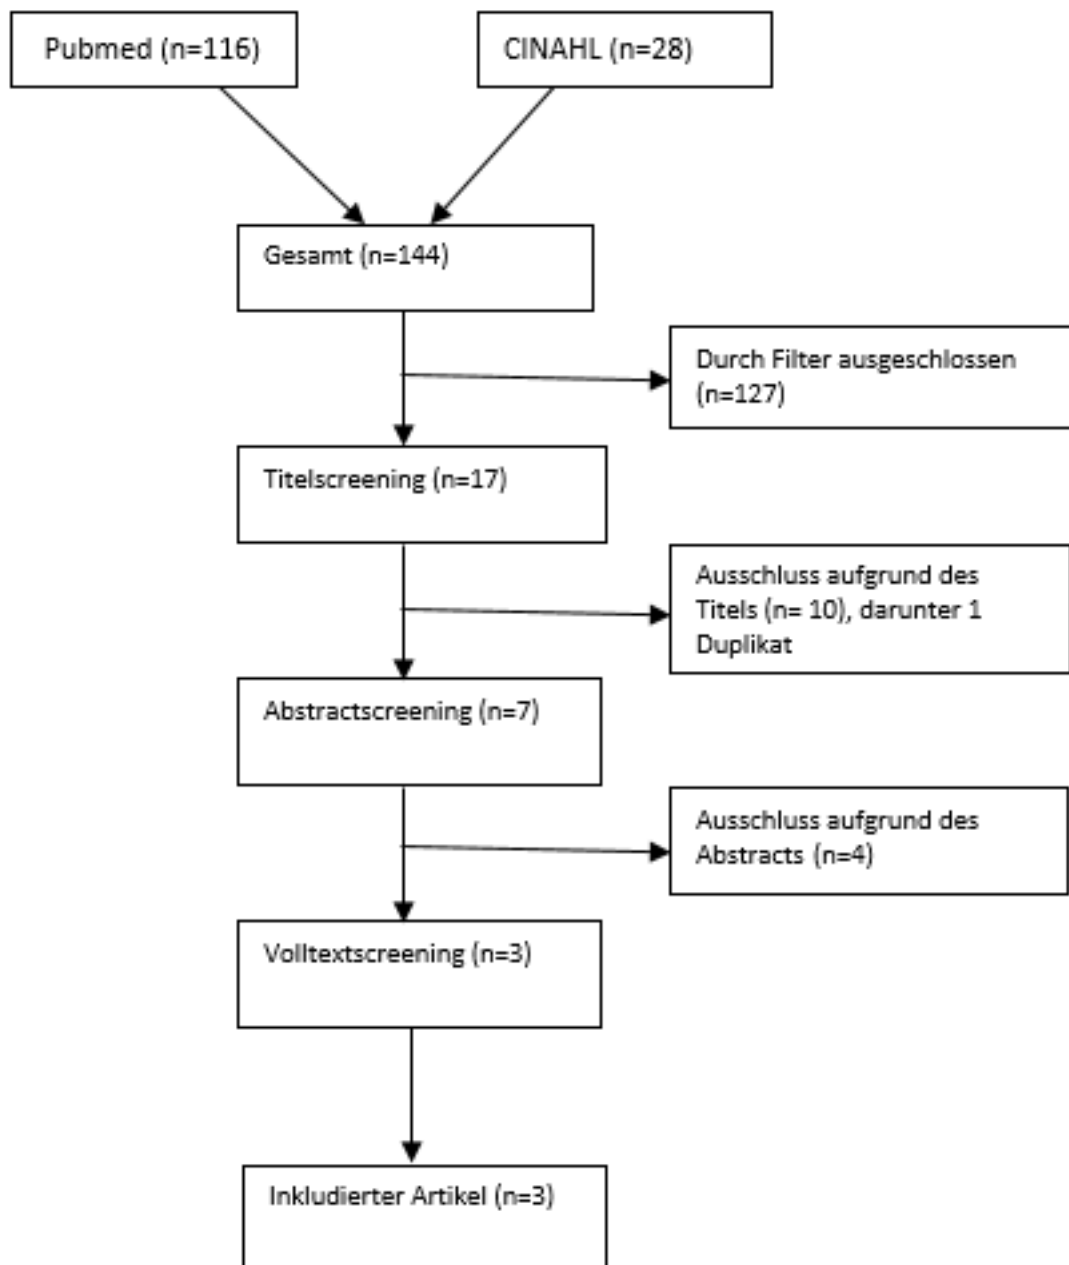 Pubmed (n=116)
CINAHL (n=28)
Gesamt (n=144)
Durch Filter ausgeschlossen
(n=127)
Titelscreening (n=17)
Ausschluss aufgrund des
Titels (n= 10), darunter 1
Duplikat
Abstractscreening (n=7)
Ausschluss aufgrund des
Abstracts (n=4)
Volltextscreening (n=3)
Inkludierter Artikel (n=3)